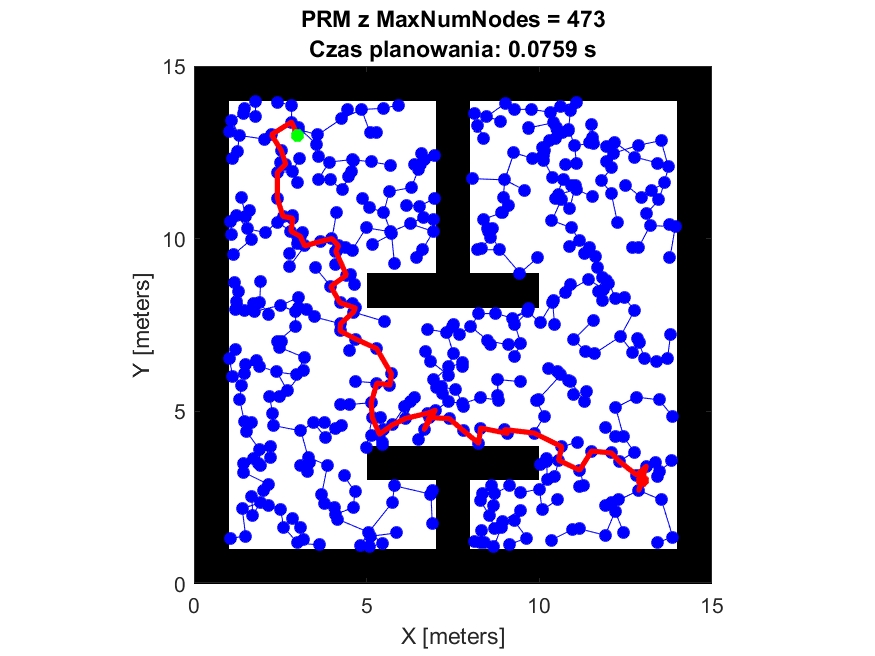 PRM z MaxNumNodes = 473
Czas planowania: 0.0759 s
15
10
Y [meters]
5
0
0 5 10 15
X [meters]